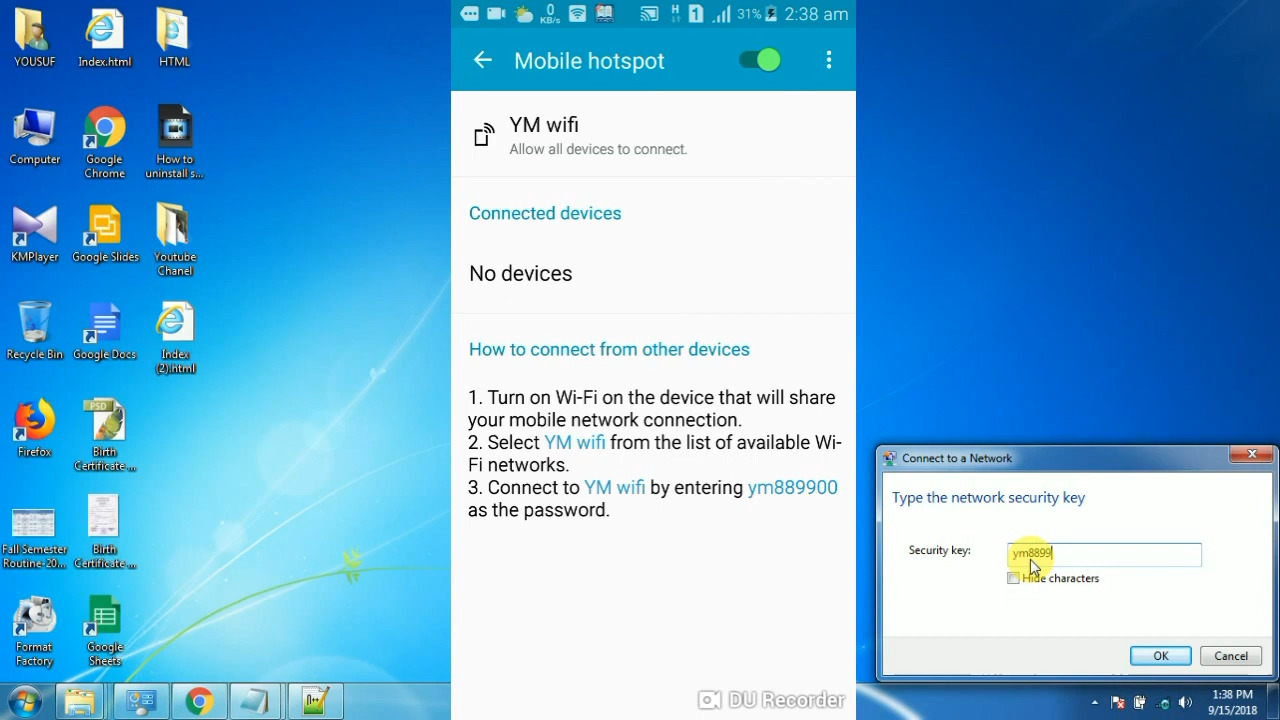 YOUSUF
Index.html
HTML
Computer
Google
Chrome
How to
uninstall s...
KMPlayer
Google Slides
Youtube
Chanel
Recycle Bin
Google Docs
Index
(2).html
Firefox
PSD
Birth
Certificate ...
Fall Semester
Routine-20...
Birth
Certificate ...
Format
Factory
Google
Sheets
0
KB/s
H
1
31%
2:38 am
Mobile hotspot
YM wifi
Allow all devices to connect.
Connected devices
No devices
How to connect from other devices
1. Turn on Wi-Fi on the device that will share
your mobile network connection.
2. Select YM wifi from the list of available Wi-
Fi networks.
3. Connect to YM wifi by entering ym889900
as the password.
DU Recorder
Connect to a Network
Type the network security key
Security key:
ym8899
Hide characters
OK
Cancel
1:38 PM
9/15/2018